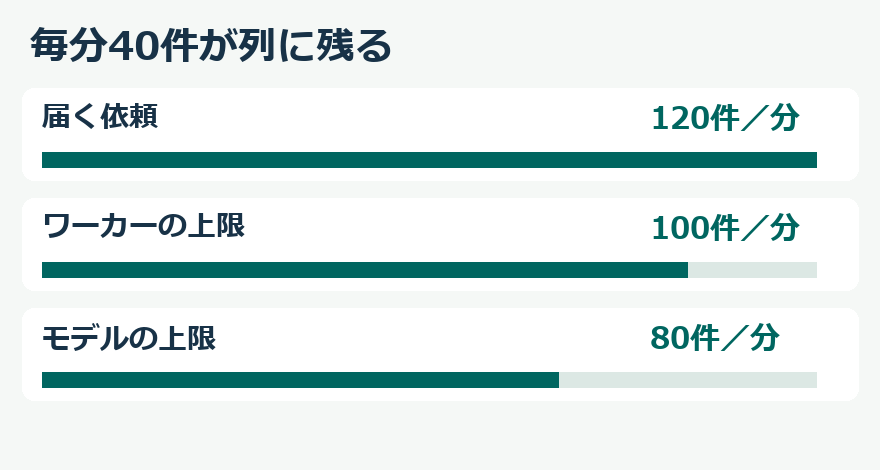 毎分40件が列に残る
届く依頼
120件／分
ワーカーの上限
100件／分
モデルの上限
80件／分